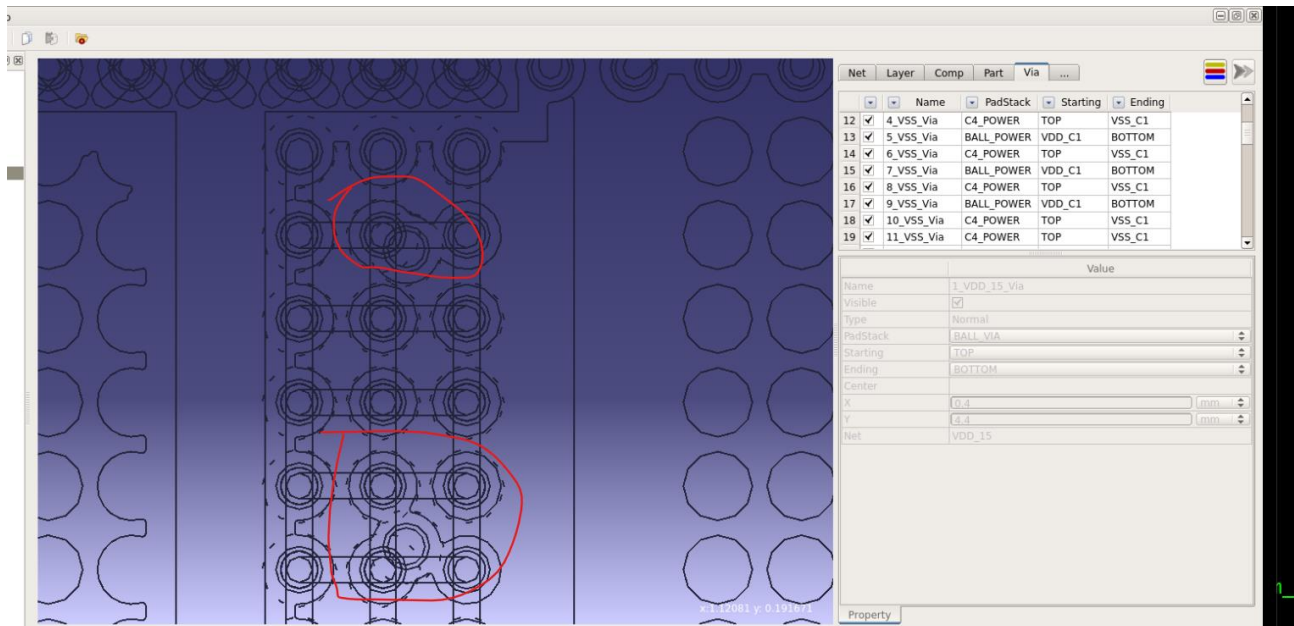 Net Layer Comp Part Via ...
Name PadStack Starting Ending
12 4_VSS_Via C4_POWER TOP VSS_C1
13 5_VSS_Via BALL_POWER VDD_C1 BOTTOM
14 6_VSS_Via C4_POWER TOP VSS_C1
15 7_VSS_Via BALL_POWER VDD_C1 BOTTOM
16 8_VSS_Via C4_POWER TOP VSS_C1
17 9_VSS_Via BALL_POWER VDD_C1 BOTTOM
18 10_VSS_Via C4_POWER TOP VSS_C1
19 11_VSS_Via C4_POWER TOP VSS_C1
Value
Name 1_VDD_15_Via
Visible
Type Normal
PadStack BALL_VIA
Starting TOP
Ending BOTTOM
Center
X 0.4 mm
Y 4.4 mm
Net VDD_15
x:1.12081 y: 0.191671
Property